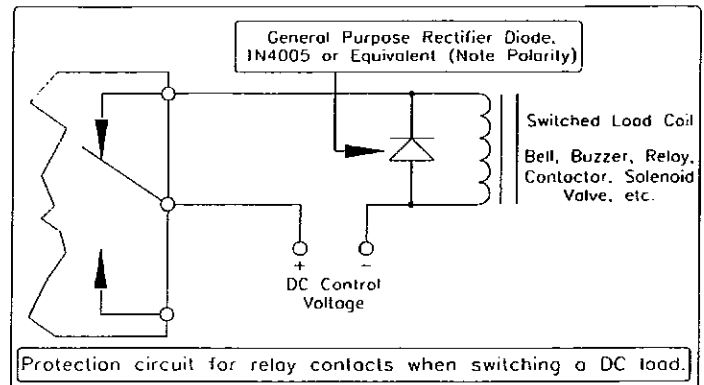 General Purpose Rectifier Diode,
1N4005 or Equivalent (Note Polarity)
Switched Load Coil
Bell, Buzzer, Relay,
Contactor, Solenoid
Valve, etc.
+ -
DC Control
Voltage
Protection circuit for relay contacts when switching a DC load.